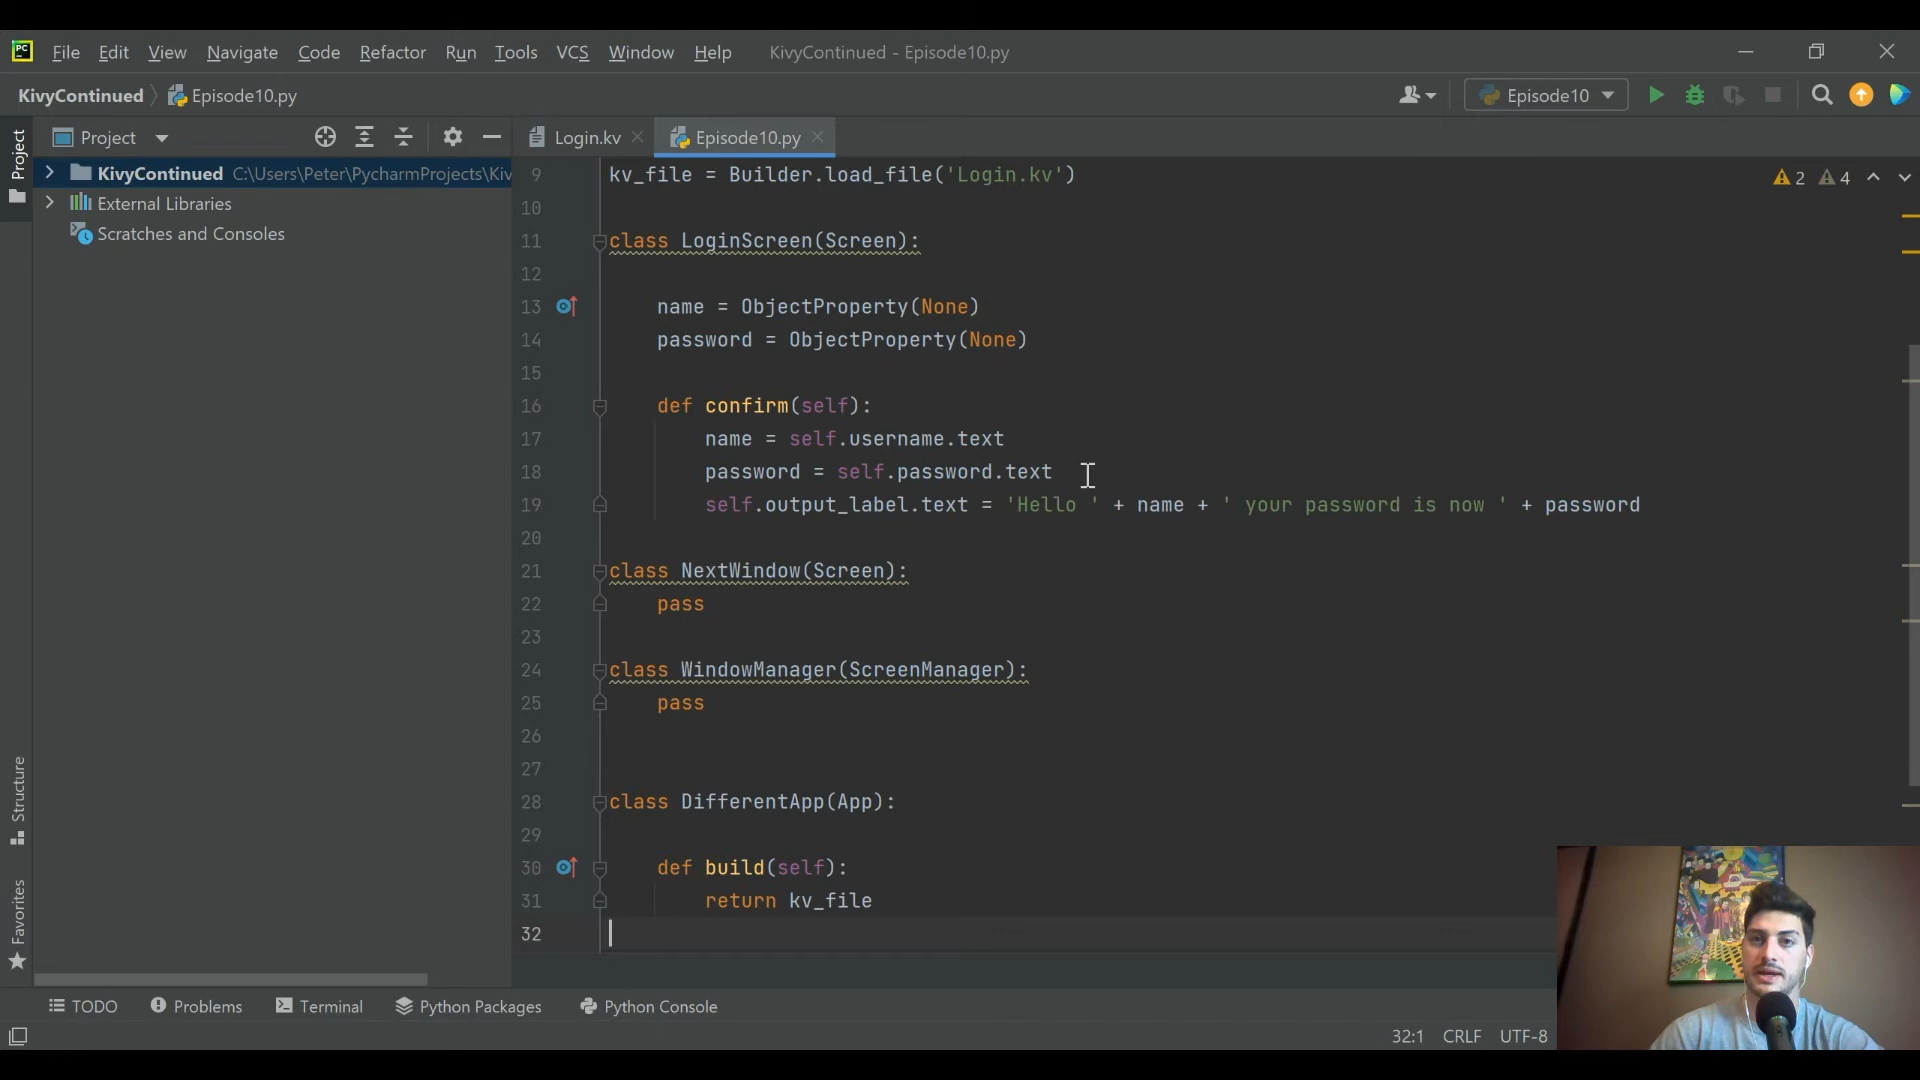 PC File Edit View Navigate Code Refactor Run Tools VCS Window Help KivyContinued - Episode10.py
KivyContinued Episode10.py Episode10
Project Project Login.kv Episode10.py
KivyContinued C:\Users\Peter\PycharmProjects\Kiv
External Libraries
Scratches and Consoles
2 4
9 kv_file = Builder.load_file('Login.kv')
10
11 class LoginScreen(Screen):
12
13 name = ObjectProperty(None)
14 password = ObjectProperty(None)
15
16 def confirm(self):
17 name = self.username.text
18 password = self.password.text
19 self.output_label.text = 'Hello ' + name + ' your password is now ' + password
20
21 class NextWindow(Screen):
22 pass
23
24 class WindowManager(ScreenManager):
25 pass
26
27
28 class DifferentApp(App):
29
30 def build(self):
31 return kv_file
32
Structure
Favorites
TODO Problems Terminal Python Packages Python Console
32:1 CRLF UTF-8